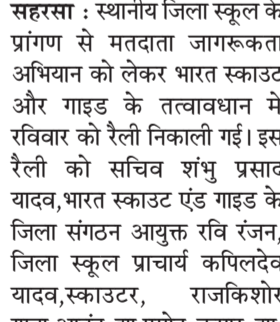 सहरसा : स्थानीय जिला स्कूल के
प्रांगण से मतदाता जागरूकता
अभियान को लेकर भारत स्काउट
और गाइड के तत्वावधान में
रविवार को रैली निकाली गई। इस
रैली को सचिव शंभु प्रसाद
यादव,भारत स्काउट एंड गाइड के
जिला संगठन आयुक्त रवि रंजन,
जिला स्कूल प्राचार्य कपिलदेव
यादव,स्काउटर, राजकिशोर